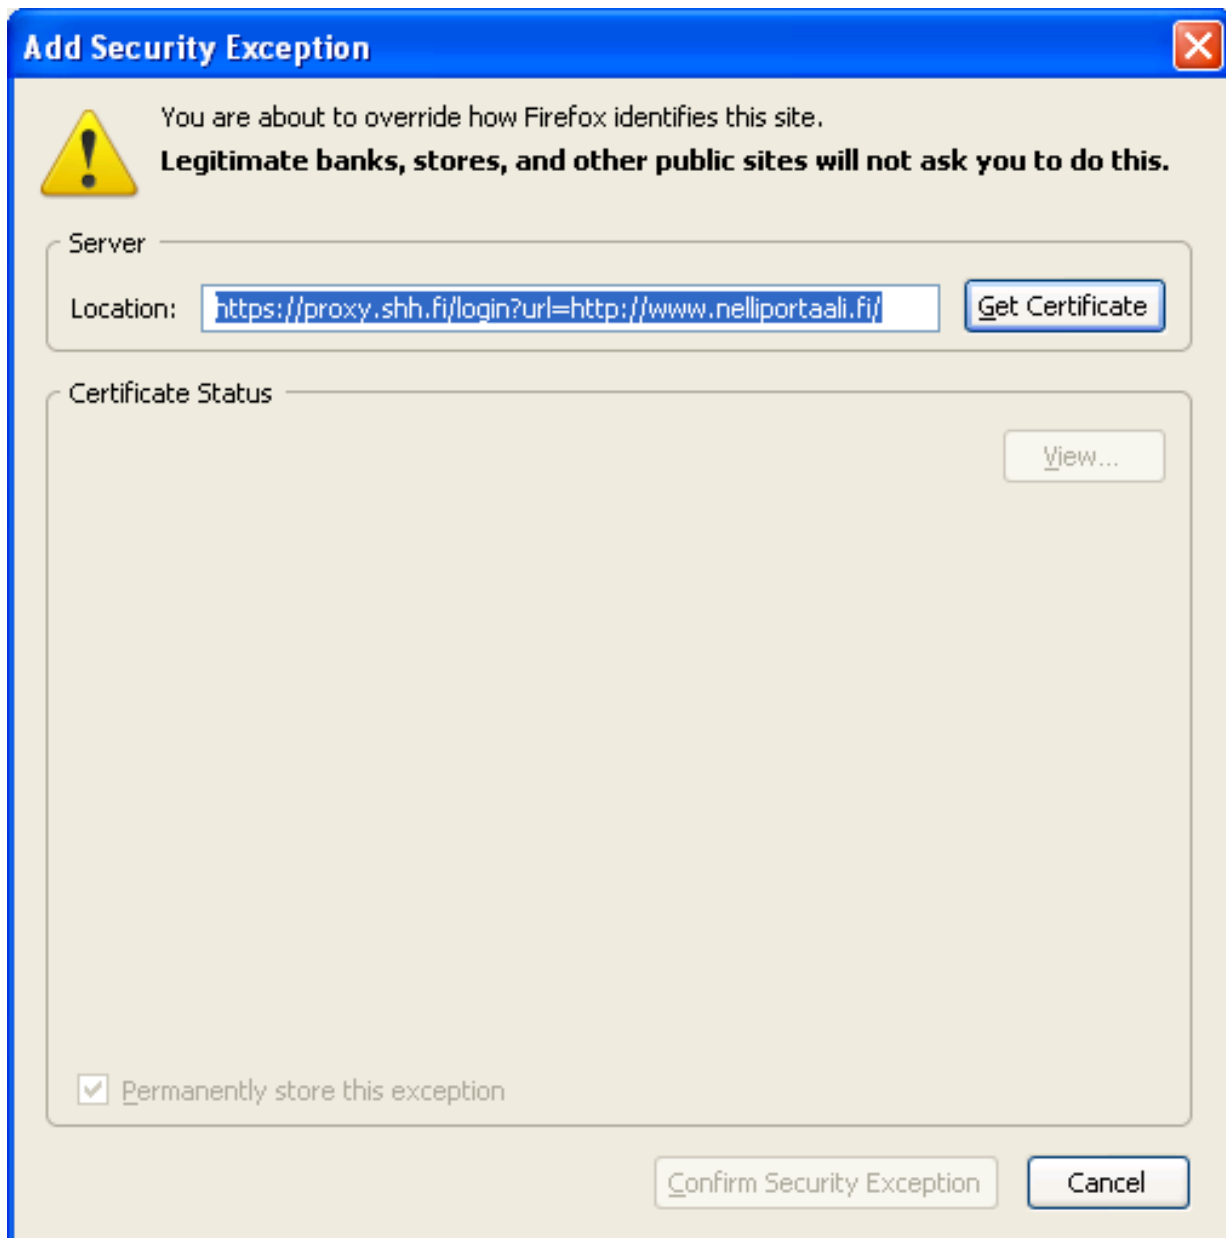 Add Security Exception
You are about to override how Firefox identifies this site.
Legitimate banks, stores, and other public sites will not ask you to do this.
Server
Location: https://proxy.shh.fi/login?url=http://www.nelliportaali.fi/ Get Certificate
Certificate Status
View...
Permanently store this exception
Confirm Security Exception Cancel